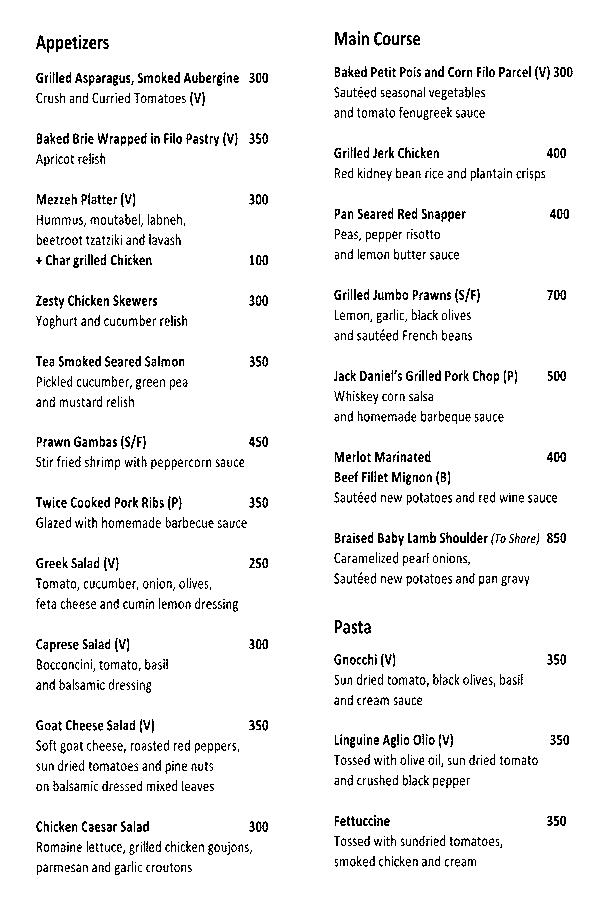 Appetizers
Grilled Asparagus, Smoked Aubergine 300
Crush and Curried Tomatoes (V)
Baked Brie Wrapped in Filo Pastry (V) 350
Apricot relish
Mezzeh Platter (V) 300
Hummus, moutabel, labneh,
beetroot tzatziki and lavash
+ Char grilled Chicken 100
Zesty Chicken Skewers 300
Yoghurt and cucumber relish
Tea Smoked Seared Salmon 350
Pickled cucumber, green pea
and mustard relish
Prawn Gambas (S/F) 450
Stir fried shrimp with peppercorn sauce
Twice Cooked Pork Ribs (P) 350
Glazed with homemade barbecue sauce
Greek Salad (V) 250
Tomato, cucumber, onion, olives,
feta cheese and cumin lemon dressing
Caprese Salad (V) 300
Bocconcini, tomato, basil
and balsamic dressing
Goat Cheese Salad (V) 350
Soft goat cheese, roasted red peppers,
sun dried tomatoes and pine nuts
on balsamic dressed mixed leaves
Chicken Caesar Salad 300
Romaine lettuce, grilled chicken goujons,
parmesan and garlic croutons
Main Course
Baked Petit Pois and Corn Filo Parcel (V) 300
Sautéed seasonal vegetables
and tomato fenugreek sauce
Grilled Jerk Chicken 400
Red kidney bean rice and plantain crisps
Pan Seared Red Snapper 400
Peas, pepper risotto
and lemon butter sauce
Grilled Jumbo Prawns (S/F) 700
Lemon, garlic, black olives
and sautéed French beans
Jack Daniel's Grilled Pork Chop (P) 500
Whiskey corn salsa
and homemade barbeque sauce
Merlot Marinated 400
Beef Fillet Mignon (B)
Sautéed new potatoes and red wine sauce
Braised Baby Lamb Shoulder (To Share) 850
Caramelized pearl onions,
Sautéed new potatoes and pan gravy
Pasta
Gnocchi (V) 350
Sun dried tomato, black olives, basil
and cream sauce
Linguine Aglio Olio (V) 350
Tossed with olive oil, sun dried tomato
and crushed black pepper
Fettuccine 350
Tossed with sundried tomatoes,
smoked chicken and cream